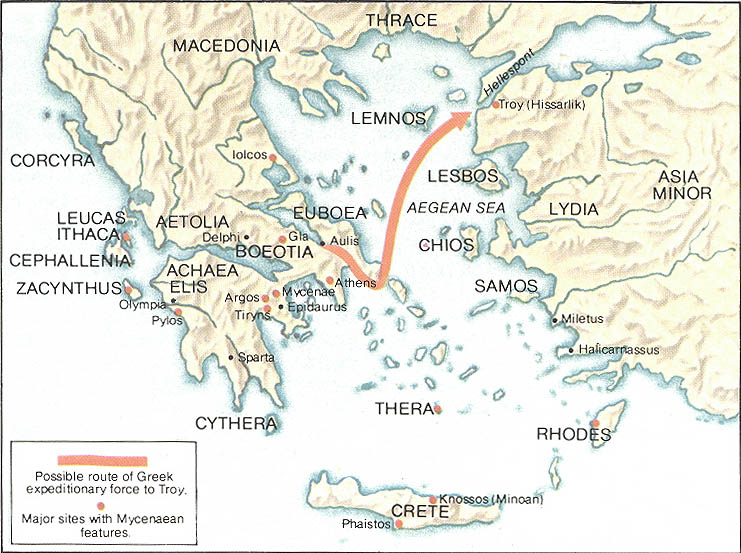 THRACE
MACEDONIA
Hellespont
Troy (Hissarlik)
LEMNOS
CORCYRA
Iolcos
LESBOS
ASIA
MINOR
LEUCAS
ITHACA
AETOLIA
EUBOEA
AEGEAN SEA
LYDIA
Delphi
Gla
Aulis
BOEOTIA
CHIOS
CEPHALLENIA
ACHAEA
ELIS
ZACYNTHUS
Olympia
Pylos
Argos
Mycenae
Athens
Tiryns
Epidaurus
SAMOS
Miletus
Halicarnassus
Sparta
CYTHERA
THERA
RHODES
Knossos (Minoan)
CRETE
Phaistos
Possible route of Greek
expeditionary force to Troy.
Major sites with Mycenaean
features.